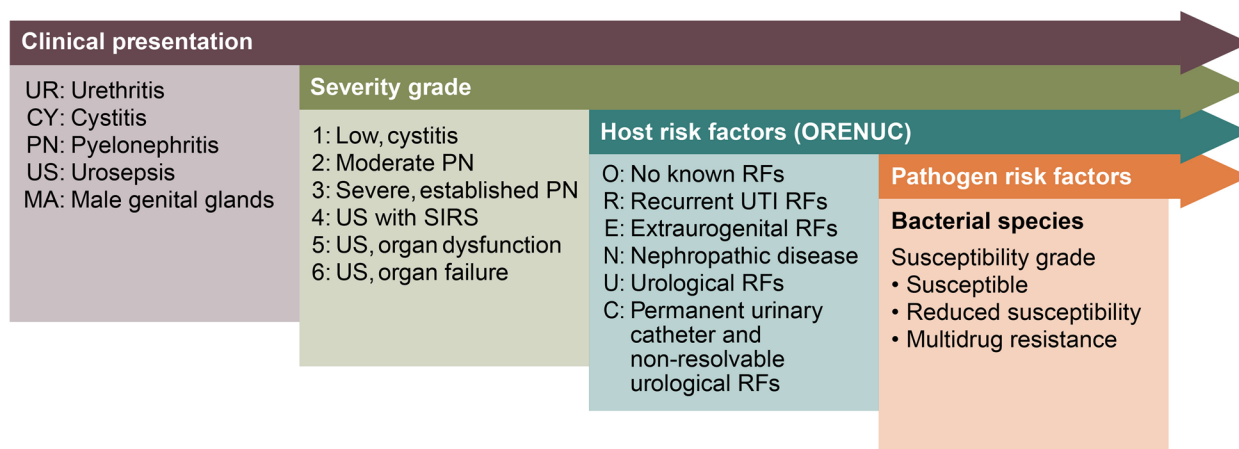 Clinical presentation
UR: Urethritis
CY: Cystitis
PN: Pyelonephritis
US: Urosepsis
MA: Male genital glands
Severity grade
1: Low, cystitis
2: Moderate PN
3: Severe, established PN
4: US with SIRS
5: US, organ dysfunction
6: US, organ failure
Host risk factors (ORENUC)
O: No known RFs
R: Recurrent UTI RFs
E: Extraurogenital RFs
N: Nephropathic disease
U: Urological RFs
C: Permanent urinary
catheter and
non-resolvable
urological RFs
Pathogen risk factors
Bacterial species
Susceptibility grade
• Susceptible
• Reduced susceptibility
• Multidrug resistance